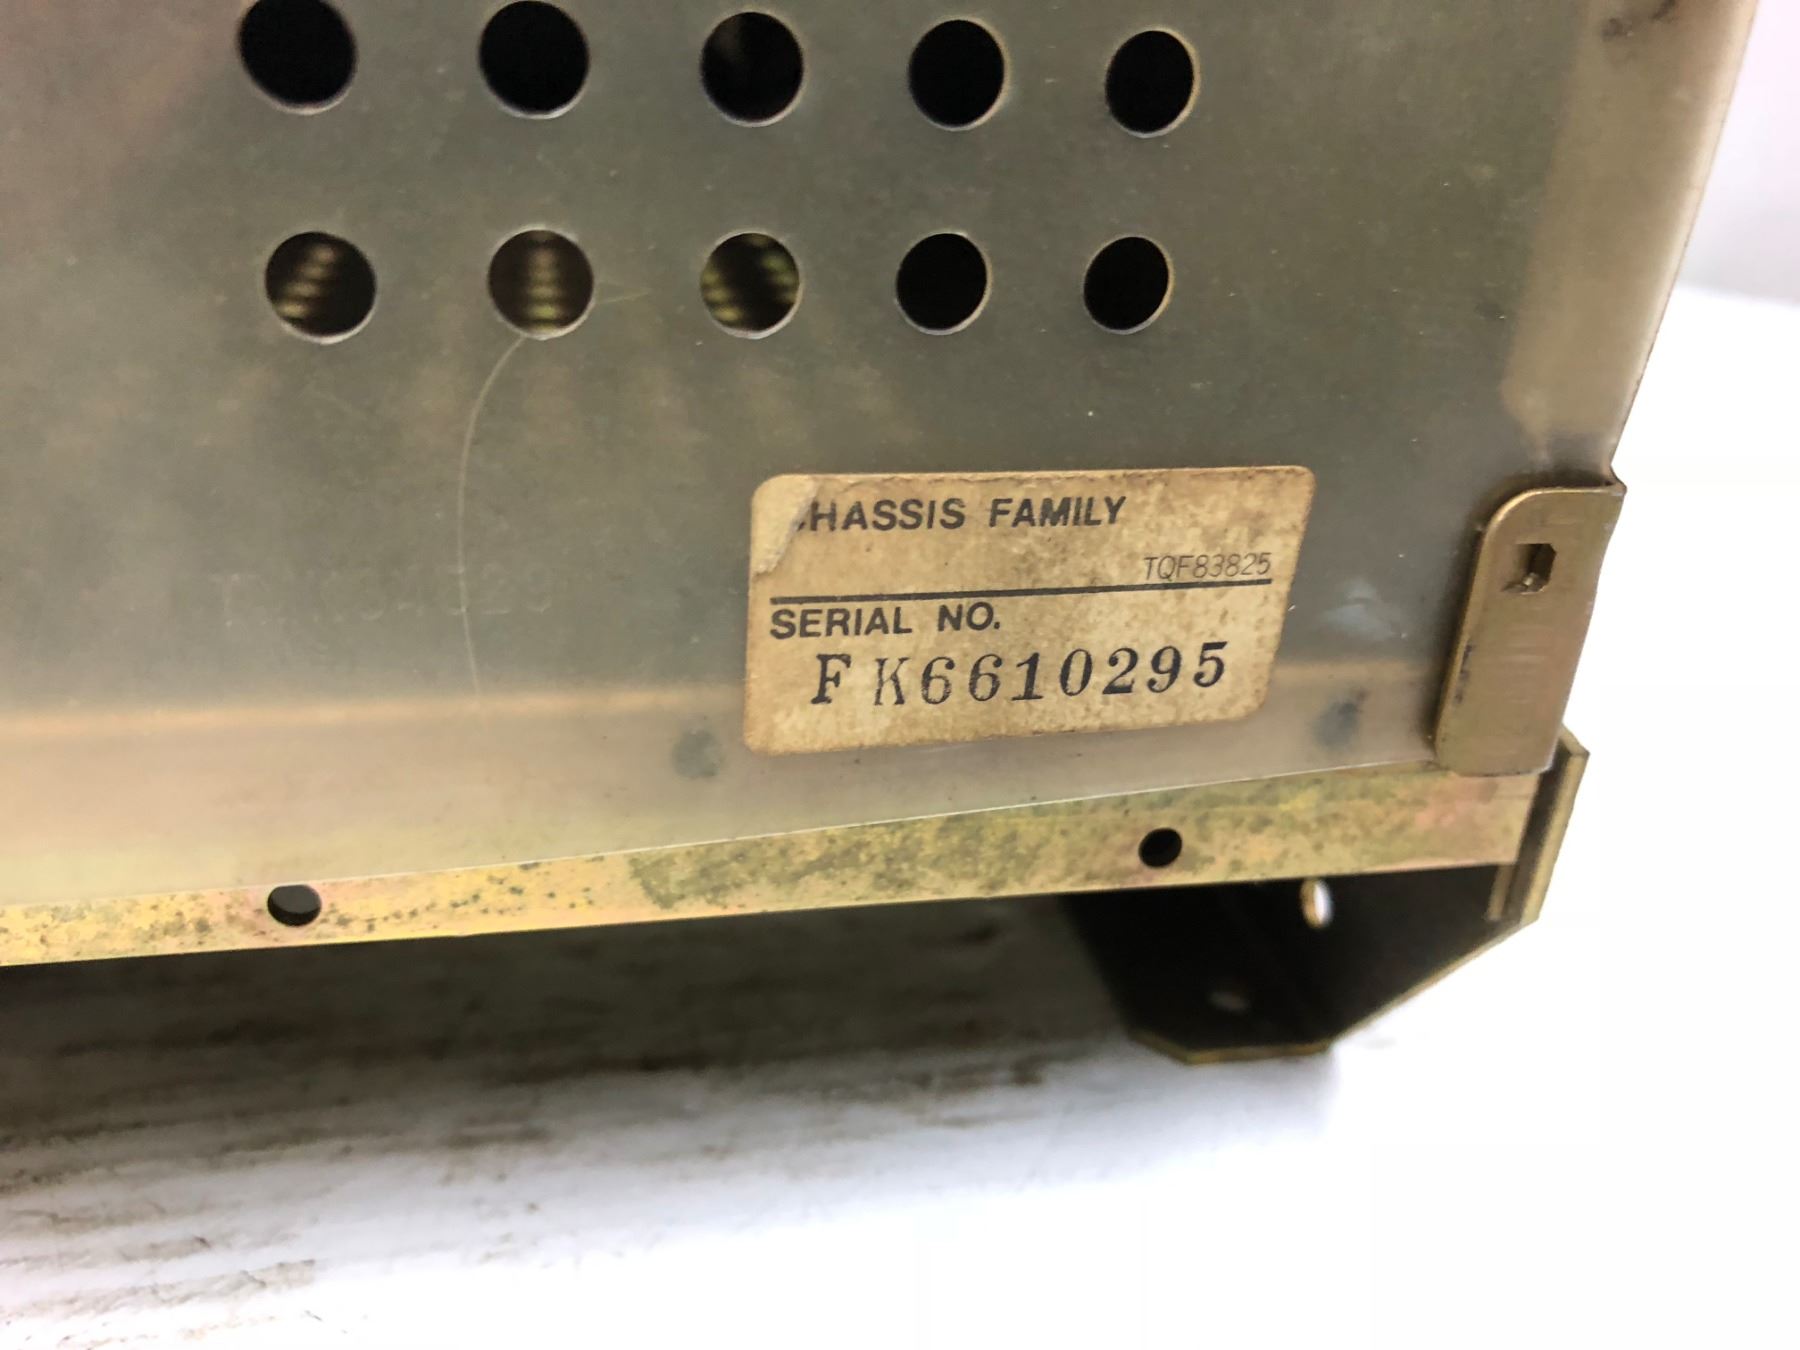 HASSIS FAMILY
TQF83825
SERIAL NO.
FK6610295